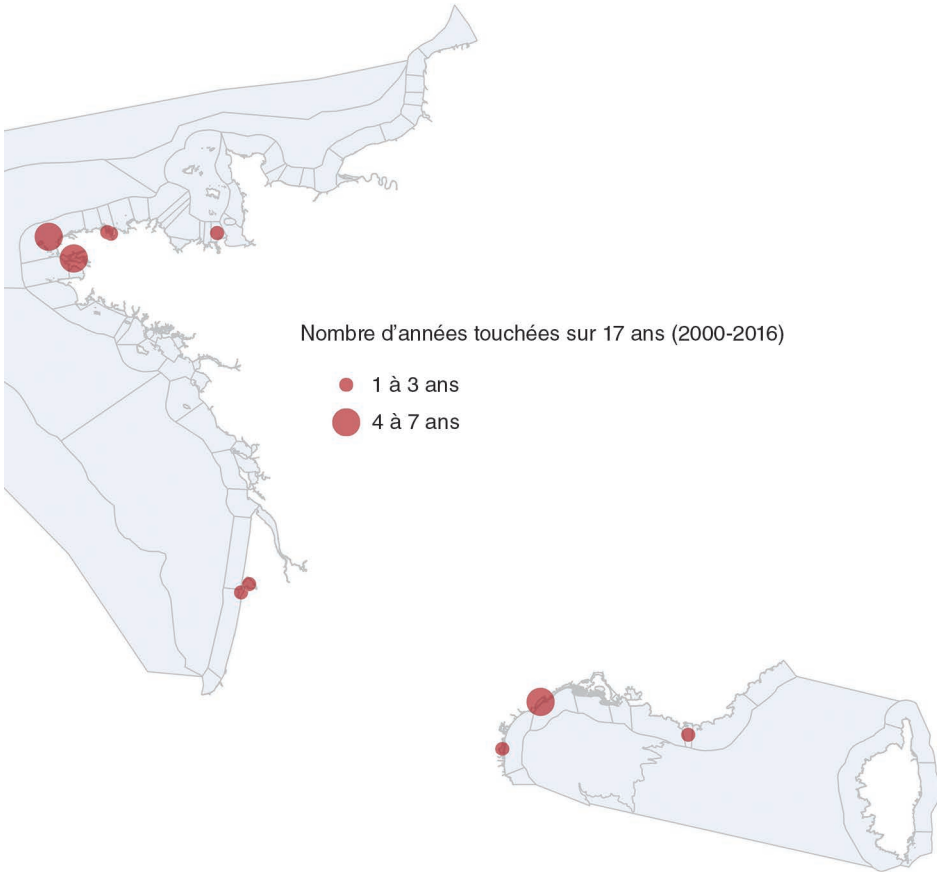 Nombre d’années touchées sur 17 ans (2000-2016)
1 à 3 ans
4 à 7 ans